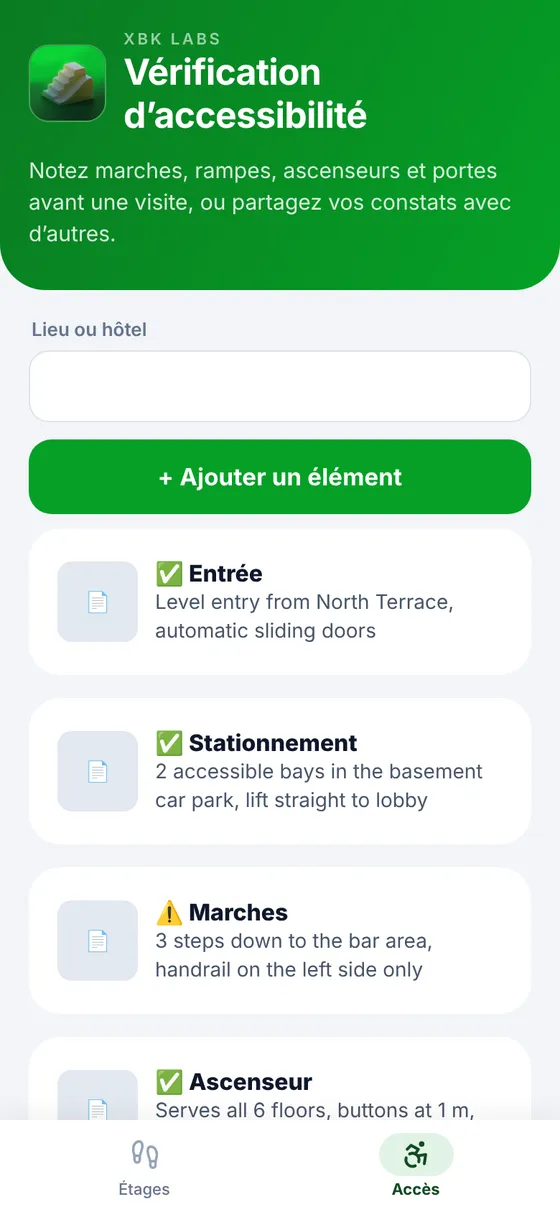 XBK LABS
Vérification
d’accessibilité
Notez marches, rampes, ascenseurs et portes
avant une visite, ou partagez vos constats avec
d’autres.
Lieu ou hôtel
+ Ajouter un élément
✅ Entrée
Level entry from North Terrace,
automatic sliding doors
✅ Stationnement
2 accessible bays in the basement
car park, lift straight to lobby
⚠️ Marches
3 steps down to the bar area,
handrail on the left side only
✅ Ascenseur
Serves all 6 floors, buttons at 1 m,
Étages
Accès